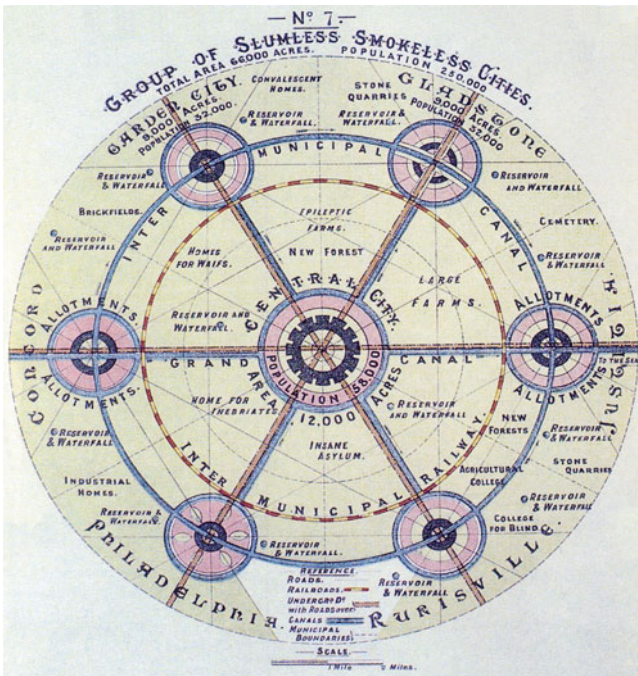 — Nº 7. —
GROUP OF SLUMLESS SMOKELESS CITIES.
TOTAL AREA 66,000 ACRES. POPULATION 250,000
GARDEN CITY.
9,000 ACRES.
POPULATION 32,000.
CONVALESCENT
HOMES.
STONE
QUARRIES
GLADSTONE
9,000 ACRES.
POPULATION 32,000
RESERVOIR
& WATERFALL.
RESERVOIR &
WATERFALL.
INTER MUNICIPAL CANAL
RESERVOIR
& WATERFALL
RESERVOIR
AND WATERFALL
BRICKFIELDS.
EPILEPTIC
FARMS.
CEMETERY.
RESERVOIR
AND WATERFALL
HOMES
FOR WAIFS.
NEW FOREST
RESERVOIR
& WATERFALL
LARGE
FARMS.
CONCORD
ALLOTMENTS.
RESERVOIR AND
WATERFALL.
CENTRAL CITY.
ALLOTMENTS
JUSTITIA
GRAND CANAL
TO THE SEA
POPULATION 58,000
AREA 12,000 ACRES
ALLOTMENTS.
ALLOTMENTS
HOME FOR
INEBRIATES.
RESERVOIR
AND WATERFALL
NEW
FORESTS
RESERVOIR
& WATERFALL
RESERVOIR
& WATERFALL
INSANE
ASYLUM.
STONE
QUARRIES
INTER MUNICIPAL RAILWAY.
AGRICULTURAL
COLLEGE
INDUSTRIAL
HOMES.
RESERVOIR
& WATERFALL
RESERVOIR &
WATERFALL.
COLLEGE
FOR BLIND.
PHILADELPHIA.
RESERVOIR
& WATERFALL.
RURISVILLE.
REFERENCE.
ROADS.
RAILROADS.
UNDERGRD Dº
WITH ROADS OVER
CANALS
MUNICIPAL
BOUNDARIES
RESERVOIR
& WATERFALL
SCALE.
1 MILE 2 MILES.